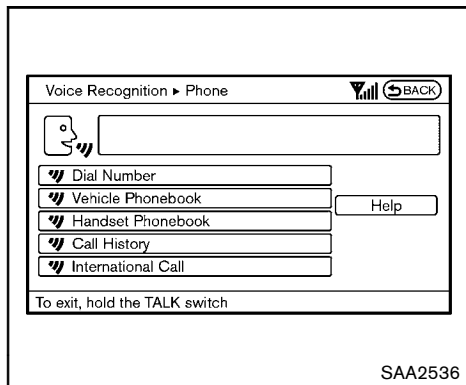 Voice Recognition ▸ Phone
BACK
Dial Number
Vehicle Phonebook
Help
Handset Phonebook
Call History
International Call
To exit, hold the TALK switch
SAA2536